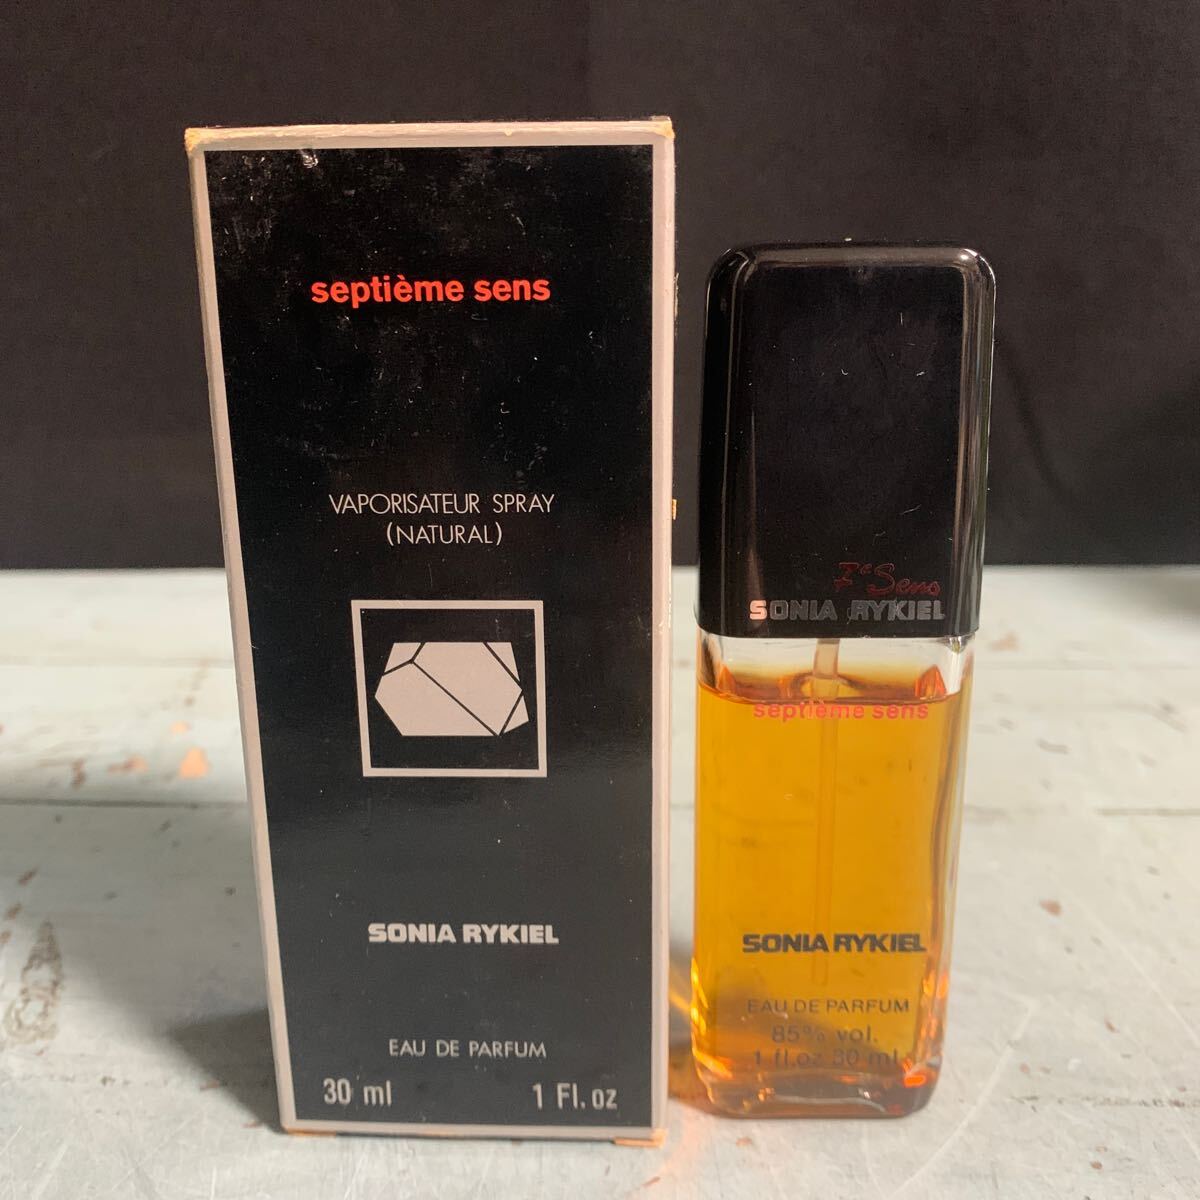 septième sens
VAPORISATEUR SPRAY
(NATURAL)
SONIA RYKIEL
EAU DE PARFUM
30 ml 1 Fl. oz
7e Sens
SONIA RYKIEL
septième sens
SONIA RYKIEL
EAU DE PARFUM
85% vol.
1 fl.oz 30 ml